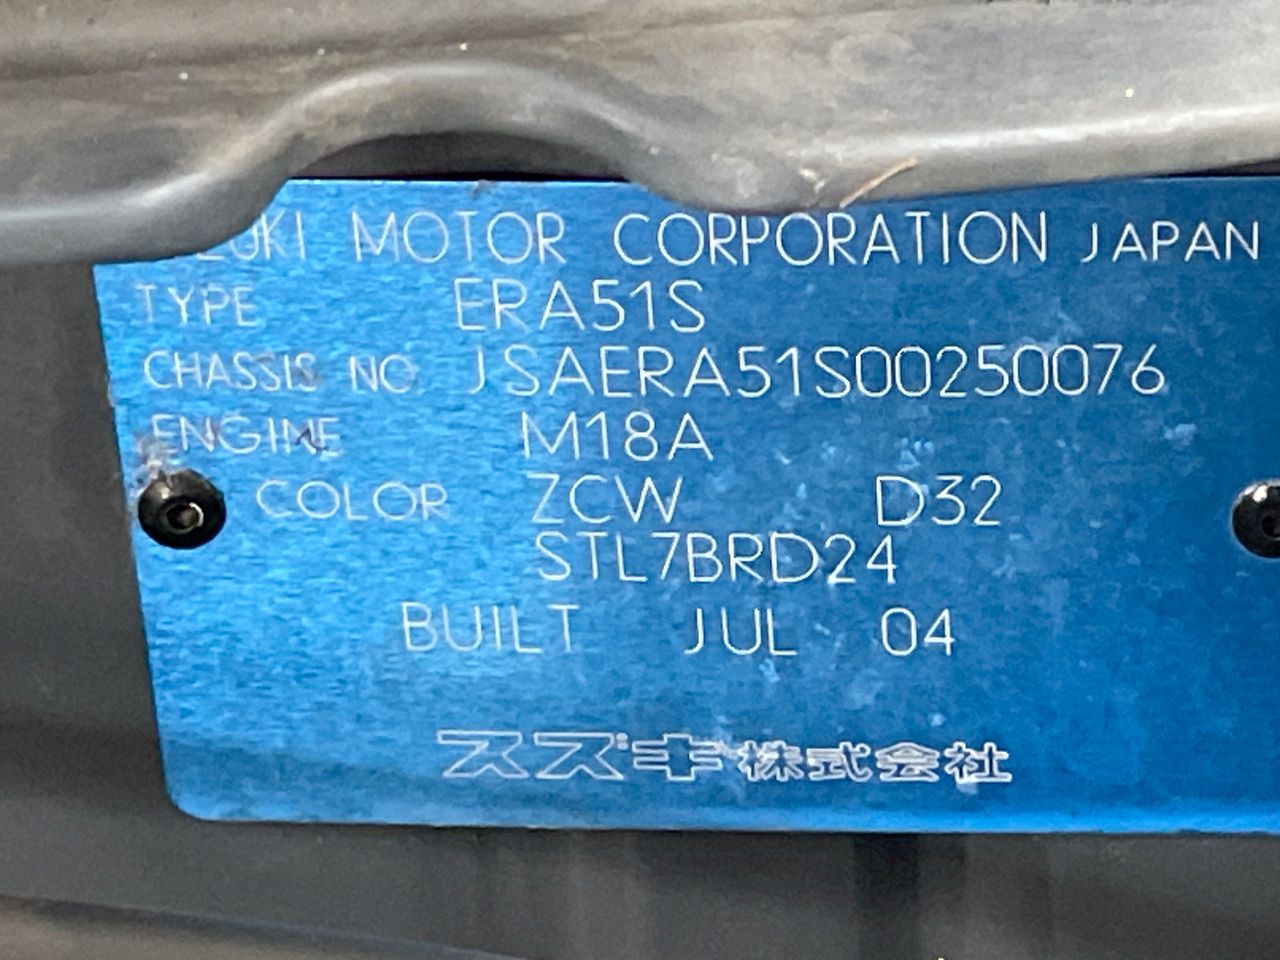 ZUKI MOTOR CORPORATION JAPAN
TYPE ERA51S
CHASSIS NO JSAERA51S00250076
ENGINE M18A
COLOR ZCW D32
STL7BRD24
BUILT JUL 04
スズキ株式会社